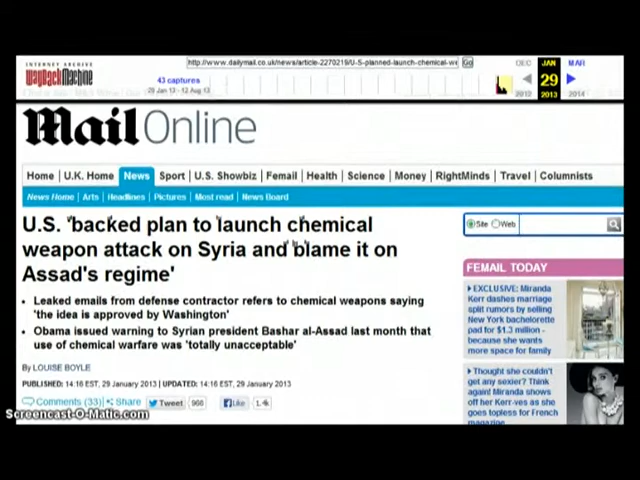 INTERNET ARCHIVE
WayBackMachine
http://www.dailymail.co.uk/news/article-2270219/U-S-planned-launch-chemical-we
Go
43 captures
29 Jan 13 - 12 Aug 13
DEC
JAN
MAR
29
2012
2013
2014
Mail Online
Home
U.K. Home
News
Sport
U.S. Showbiz
Femail
Health
Science
Money
RightMinds
Travel
Columnists
News Home
Arts
Headlines
Pictures
Most read
News Board
U.S. 'backed plan to launch chemical
weapon attack on Syria and blame it on
Assad's regime'
Leaked emails from defense contractor refers to chemical weapons saying
'the idea is approved by Washington'
Obama issued warning to Syrian president Bashar al-Assad last month that
use of chemical warfare was 'totally unacceptable'
By LOUISE BOYLE
PUBLISHED: 14:16 EST, 29 January 2013 | UPDATED: 14:16 EST, 29 January 2013
Comments (33)
Share
Tweet
Like
1.4k
Site
Web
FEMAIL TODAY
EXCLUSIVE: Miranda
Kerr dashes marriage
split rumors by selling
New York bachelorette
pad for $1.3 million -
because she wants
more space for family
Thought she couldn't
get any sexier? Think
again! Miranda shows
off her Kerr-ves as she
goes topless for French
magazine
Screencast-O-Matic.com